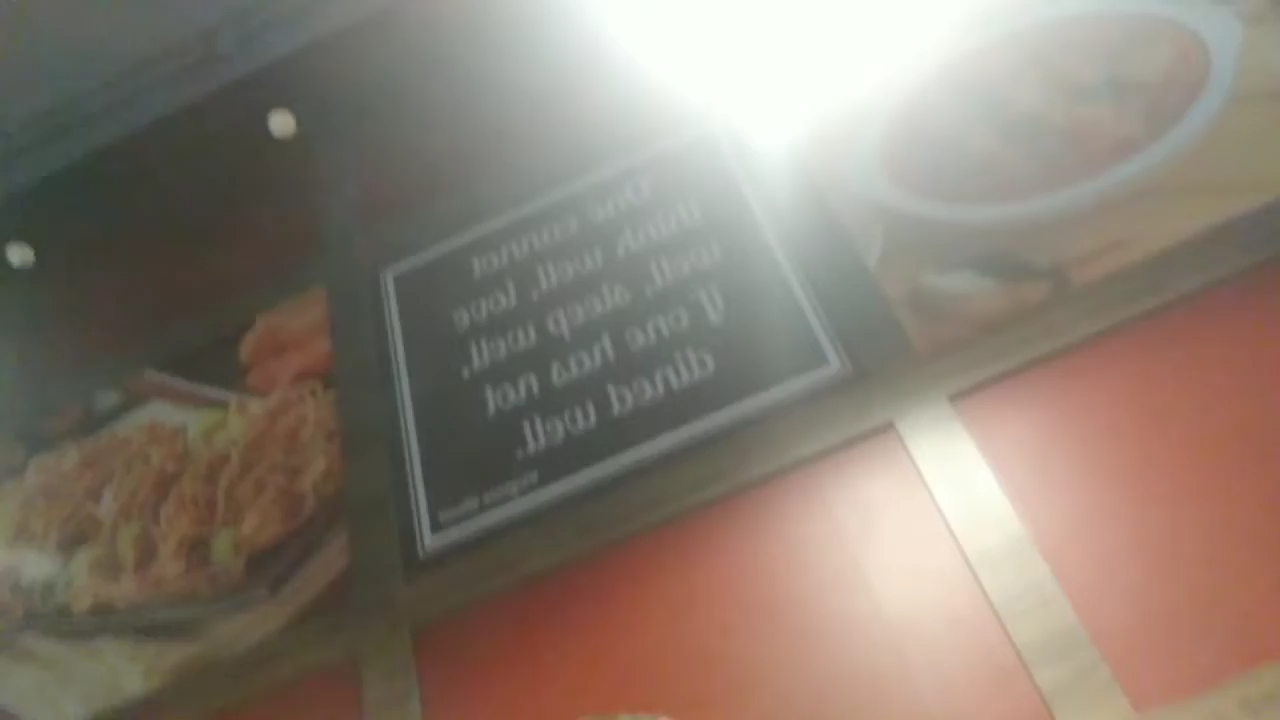 One cannot
think well, love
well, sleep well,
if one has not
dined well.